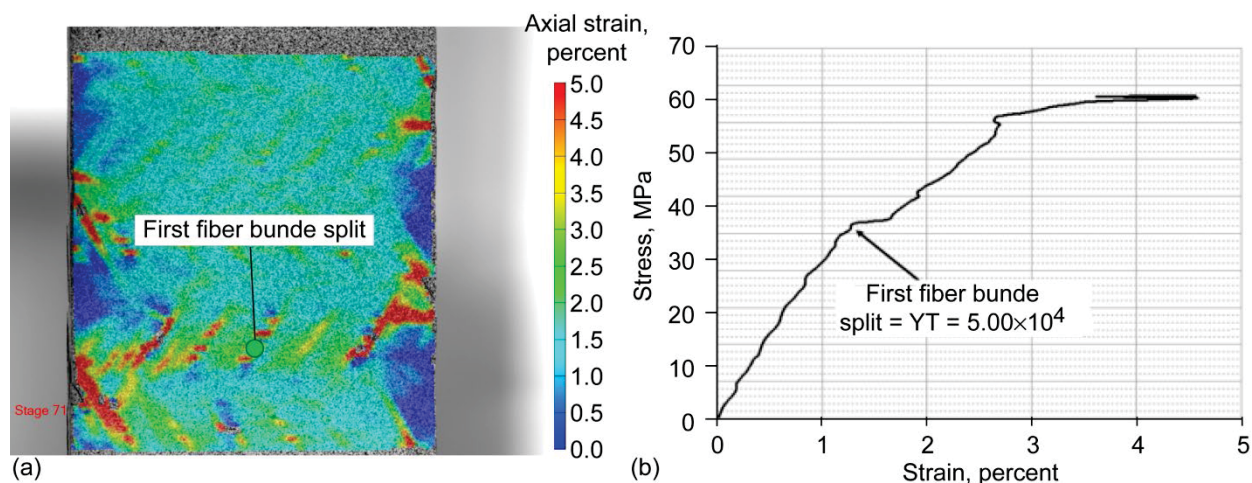 Axial strain,
percent
5.0
4.5
4.0
3.5
3.0
2.5
2.0
1.5
1.0
0.5
0.0
First fiber bunde split
Stage 71
(a)
70
60
50
40
30
20
10
0
Stress, MPa
First fiber bunde
split = YT = 5.00×10⁴
0 1 2 3 4 5
Strain, percent
(b)